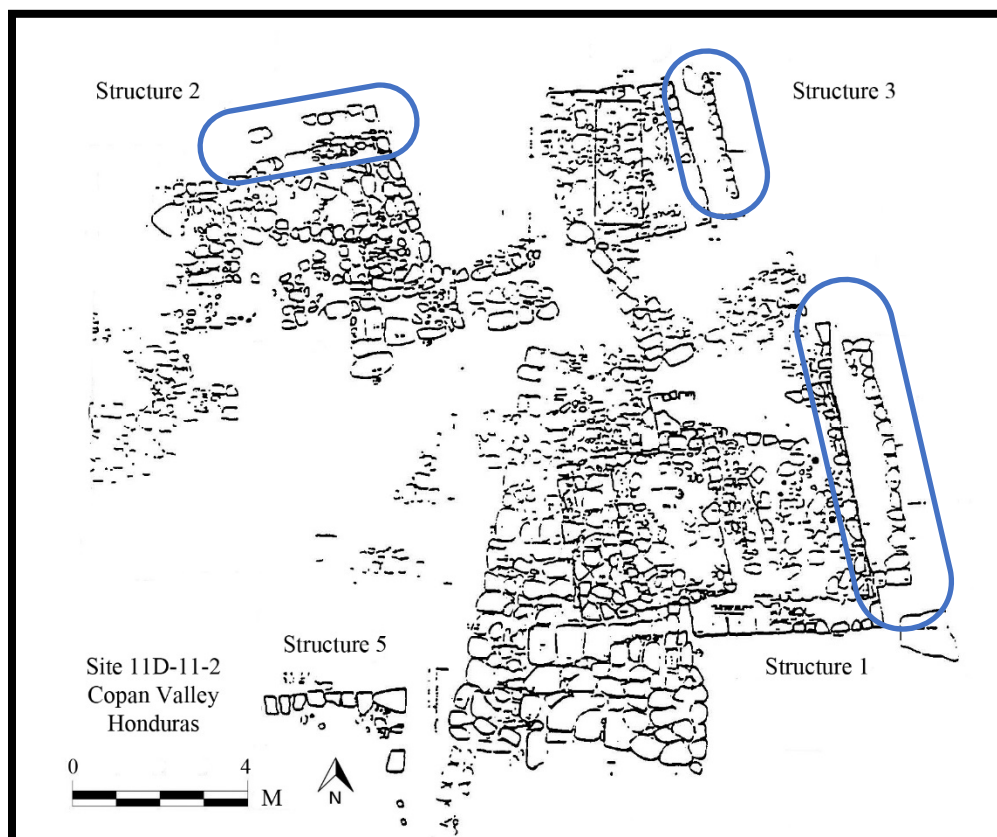 Structure 2
Structure 3
Structure 5
Structure 1
Site 11D-11-2
Copan Valley
Honduras
0 4
M
N